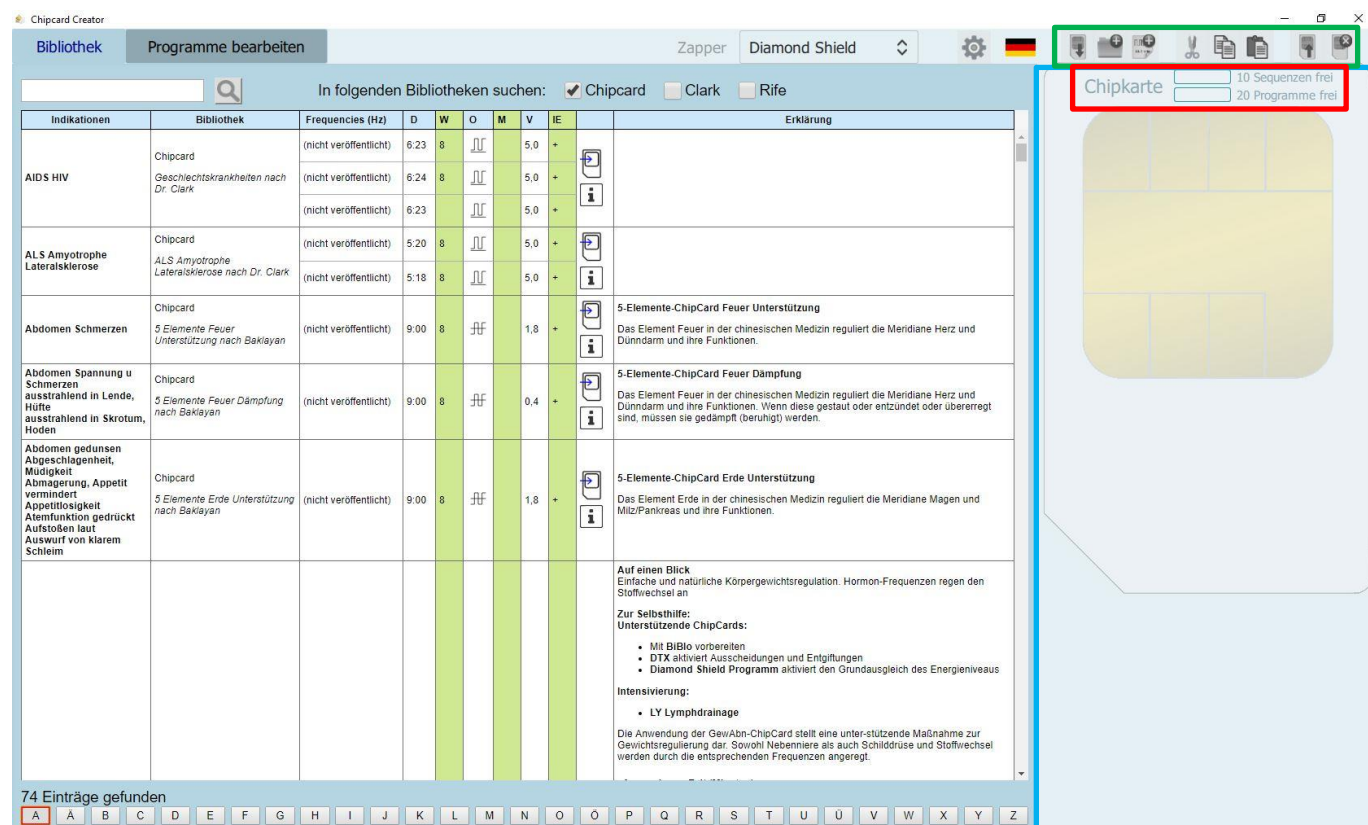 Chipcard Creator
Bibliothek Programme bearbeiten Zapper Diamond Shield
In folgenden Bibliotheken suchen: Chipcard Clark Rife
Chipkarte 10 Sequenzen frei
20 Programme frei
Indikationen Bibliothek Frequencies (Hz) D W O M V IE Erklärung
AIDS HIV
Chipcard
Geschlechtskrankheiten nach
Dr. Clark
(nicht veröffentlicht) 6:23 8 5,0 +
(nicht veröffentlicht) 6:24 8 5,0 +
(nicht veröffentlicht) 6:23 5,0 +
ALS Amyotrophe
Lateralsklerose
Chipcard
ALS Amyotrophe
Lateralsklerose nach Dr. Clark
(nicht veröffentlicht) 5:20 8 5,0 +
(nicht veröffentlicht) 5:18 8 5,0 +
Abdomen Schmerzen
Chipcard
5 Elemente Feuer
Unterstützung nach Baklayan
(nicht veröffentlicht) 9:00 8 1,8 +
5-Elemente-ChipCard Feuer Unterstützung
Das Element Feuer in der chinesischen Medizin reguliert die Meridiane Herz und
Dünndarm und ihre Funktionen.
Abdomen Spannung u
Schmerzen
ausstrahlend in Lende,
Hüfte
ausstrahlend in Skrotum,
Hoden
Chipcard
5 Elemente Feuer Dämpfung
nach Baklayan
(nicht veröffentlicht) 9:00 8 0,4 +
5-Elemente-ChipCard Feuer Dämpfung
Das Element Feuer in der chinesischen Medizin reguliert die Meridiane Herz und
Dünndarm und ihre Funktionen. Wenn diese gestaut oder entzündet oder übererregt
sind, müssen sie gedämpft (beruhigt) werden.
Abdomen gedunsen
Abgeschlagenheit,
Müdigkeit
Abmagerung, Appetit
vermindert
Appetitlosigkeit
Atemfunktion gedrückt
Aufstoßen laut
Auswurf von klarem
Schleim
Chipcard
5 Elemente Erde Unterstützung
nach Baklayan
(nicht veröffentlicht) 9:00 8 1,8 +
5-Elemente-ChipCard Erde Unterstützung
Das Element Erde in der chinesischen Medizin reguliert die Meridiane Magen und
Milz/Pankreas und ihre Funktionen.
Auf einen Blick
Einfache und natürliche Körpergewichtsregulation. Hormon-Frequenzen regen den
Stoffwechsel an
Zur Selbsthilfe:
Unterstützende ChipCards:
• Mit BiBlo vorbereiten
• DTX aktiviert Ausscheidungen und Entgiftungen
• Diamond Shield Programm aktiviert den Grundausgleich des Energieniveaus
Intensivierung:
• LY Lymphdrainage
Die Anwendung der GewAbn-ChipCard stellt eine unter-stützende Maßnahme zur
Gewichtsregulierung dar. Sowohl Nebenniere als auch Schilddrüse und Stoffwechsel
werden durch die entsprechenden Frequenzen angeregt.
74 Einträge gefunden
A Ä B C D E F G H I J K L M N O Ö P Q R S T U Ü V W X Y Z